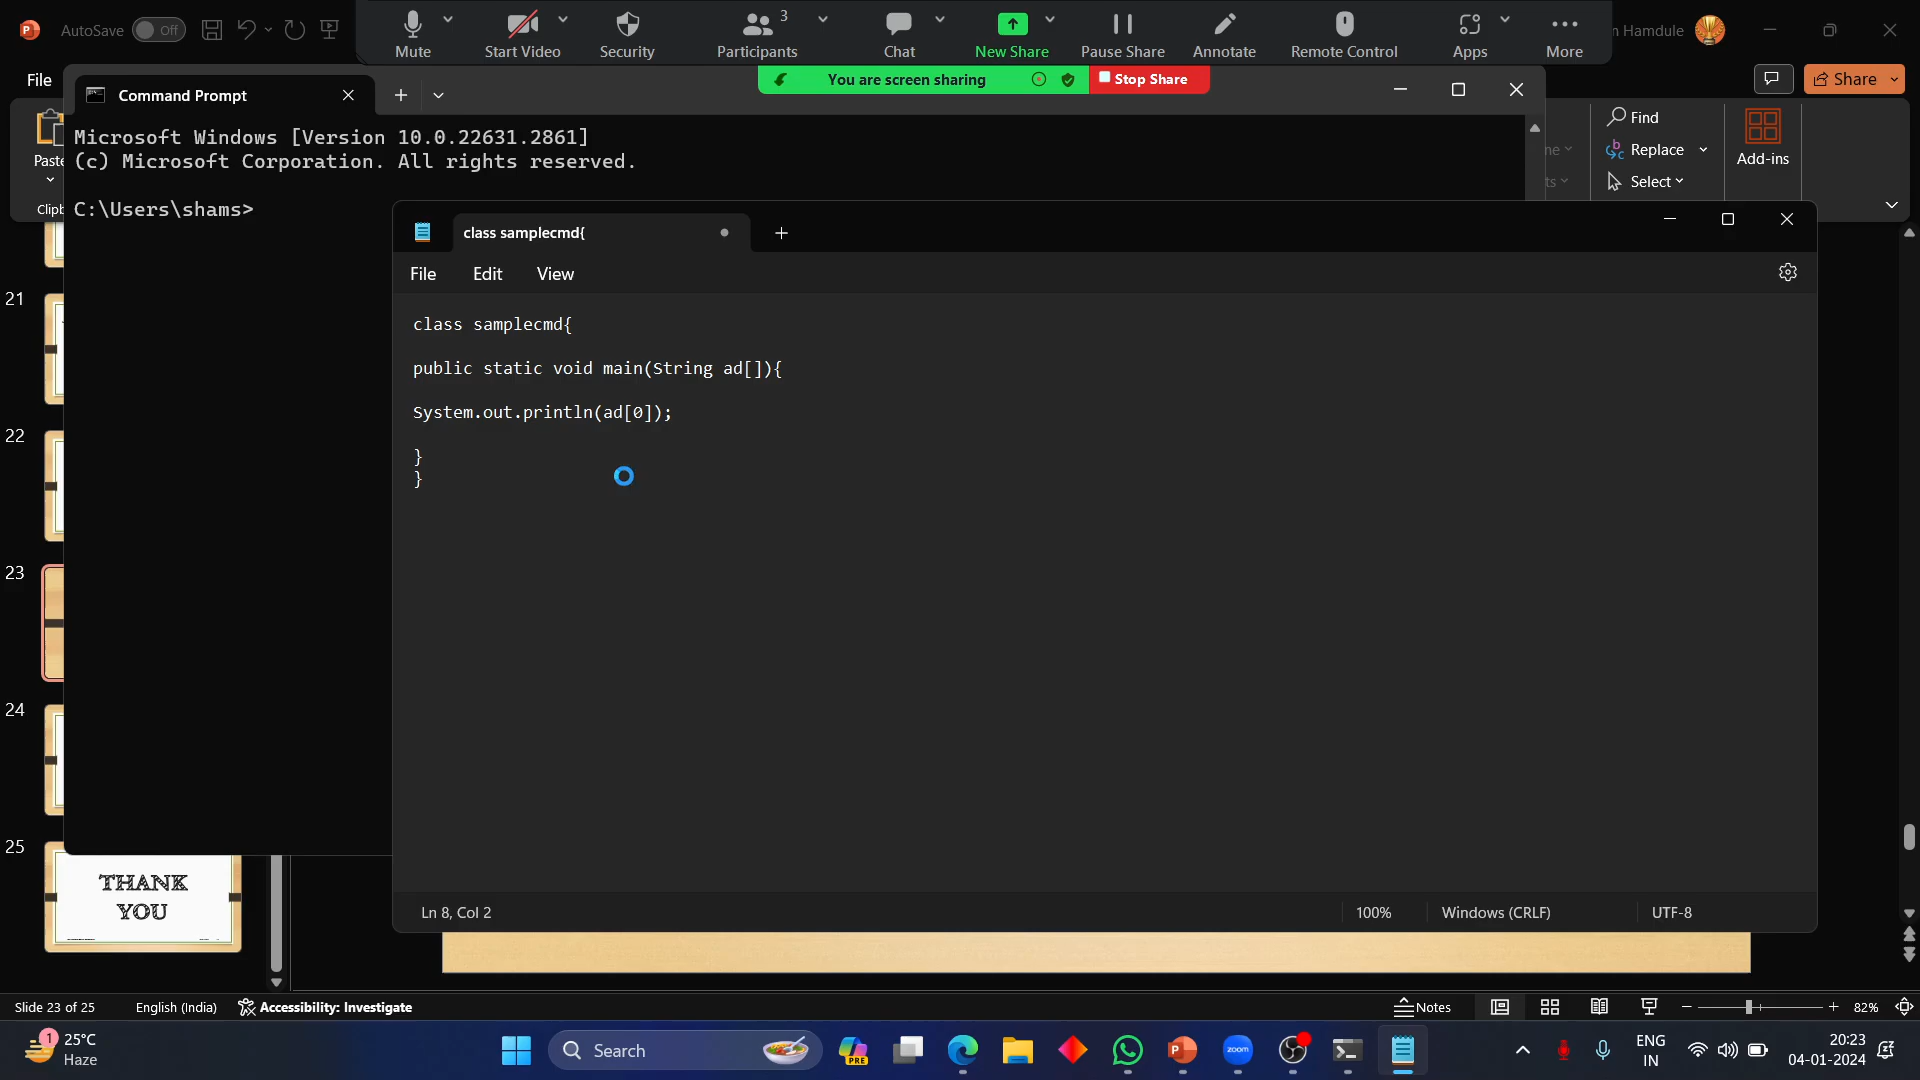 AutoSave Off
Mute
Start Video
Security
3
Participants
Chat
New Share
Pause Share
Annotate
Remote Control
Apps
More
Hamdule
You are screen sharing
Stop Share
File
Share
Command Prompt
Microsoft Windows [Version 10.0.22631.2861]
(c) Microsoft Corporation. All rights reserved.
C:\Users\shams>
Paste
Find
Replace
Select
Add-ins
class samplecmd{
File Edit View
class samplecmd{
public static void main(String ad[]){
System.out.println(ad[0]);
}
}
Ln 8, Col 2
100%
Windows (CRLF)
UTF-8
21
22
23
24
25
THANK
YOU
Slide 23 of 25
English (India)
Accessibility: Investigate
Notes
82%
1
25°C
Haze
Search
PRE
zoom
ENG
IN
20:23
04-01-2024